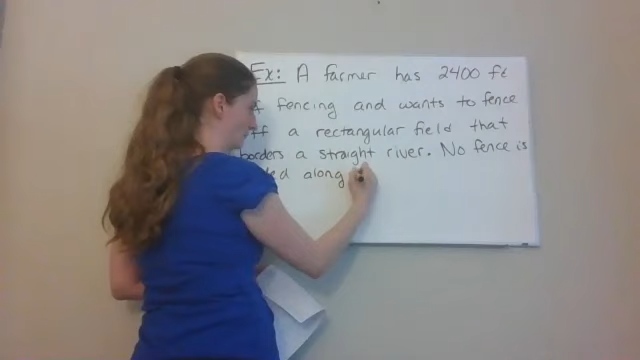 Ex: A farmer has 2400 ft
fencing and wants to fence
a rectangular field that
borders a straight river. No fence is
along